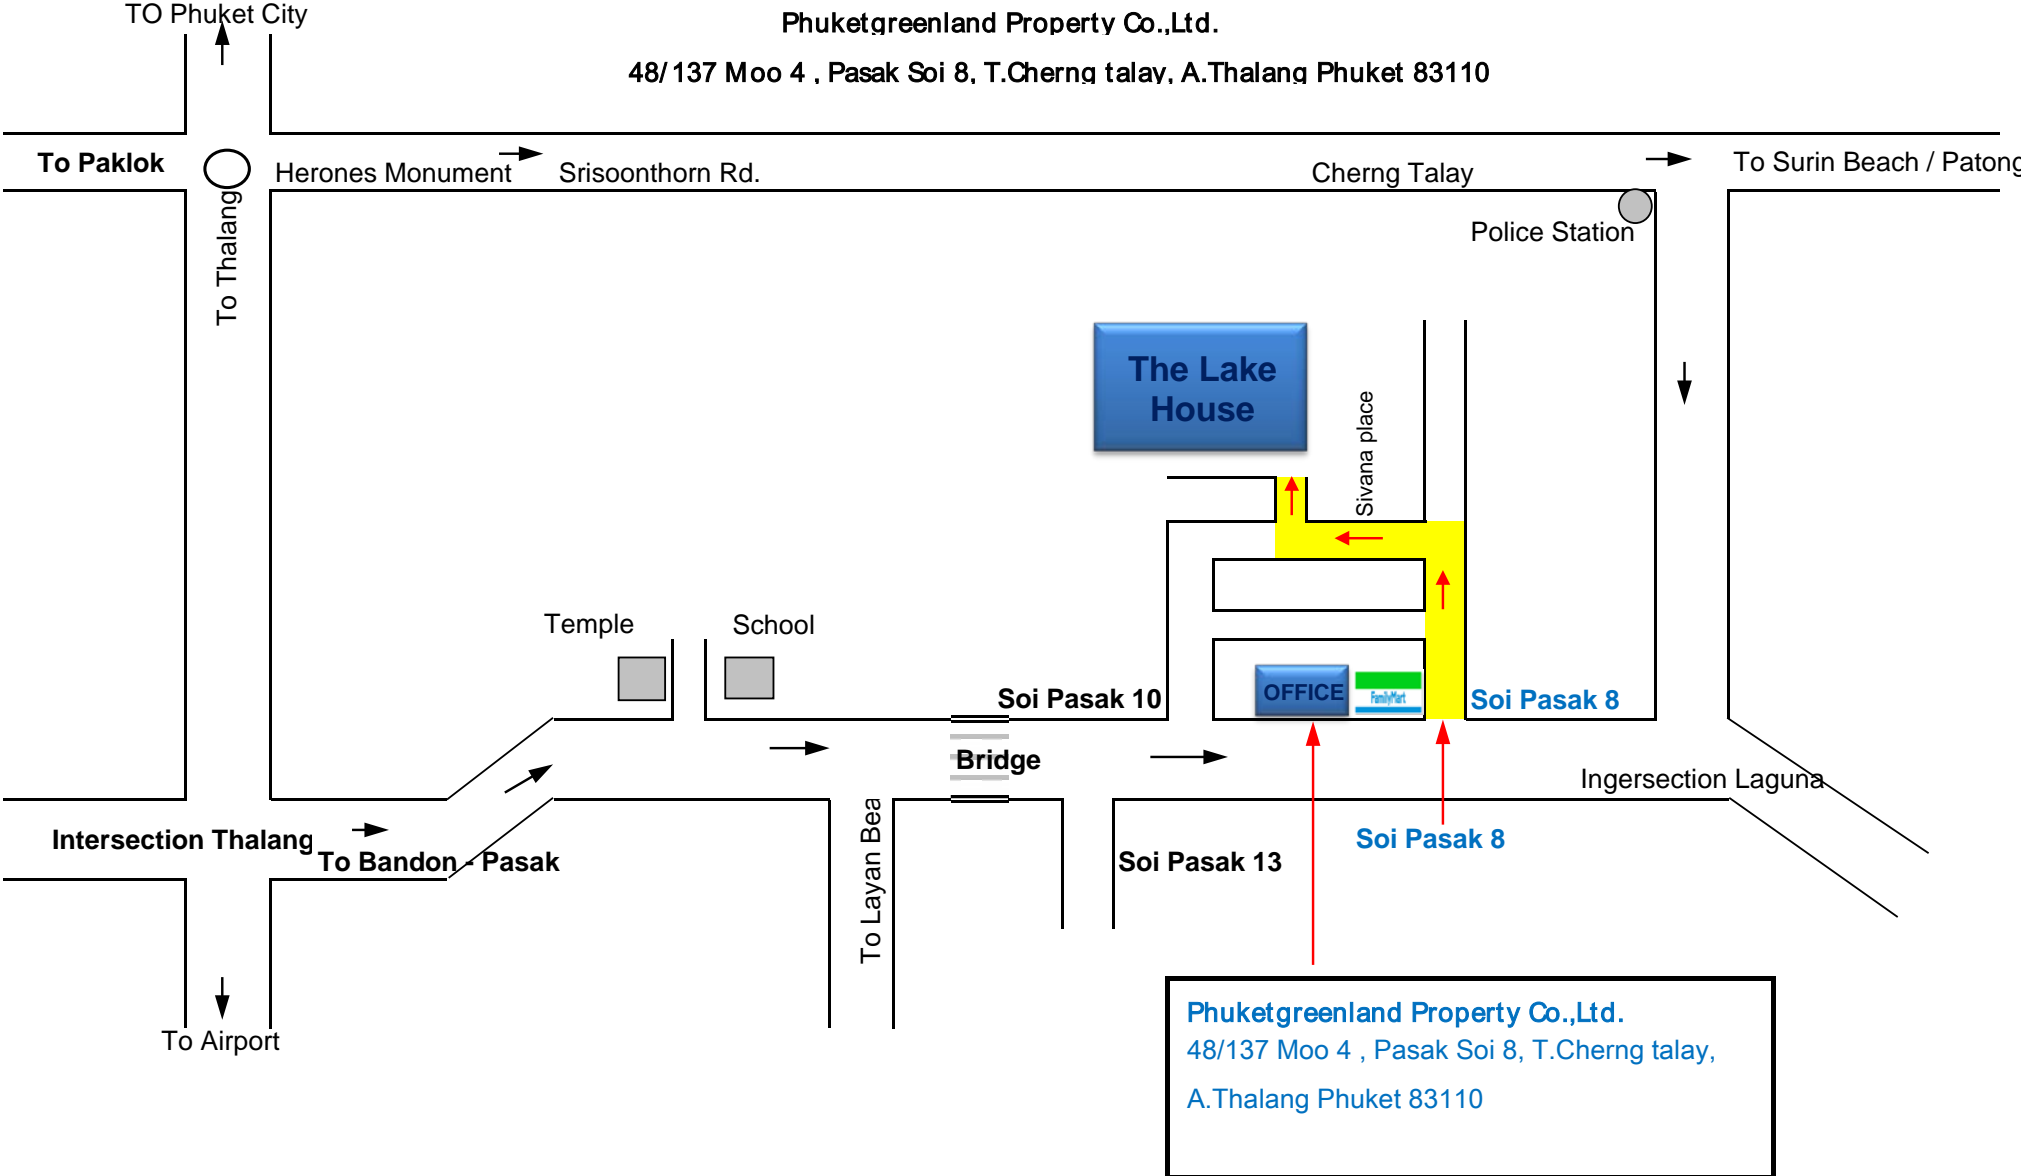 TO Phuket City
Phuketgreenland Property Co.,Ltd.
48/137 Moo 4 , Pasak Soi 8, T.Cherng talay, A.Thalang Phuket 83110
To Paklok
Herones Monument
Srisoonthorn Rd.
Cherng Talay
To Surin Beach / Patong
To Thalang
Police Station
The Lake
House
Sivana place
Temple
School
Soi Pasak 10
OFFICE
FamilyMart
Soi Pasak 8
Bridge
Ingersection Laguna
Intersection Thalang
To Bandon - Pasak
To Layan Bea
Soi Pasak 13
Soi Pasak 8
To Airport
Phuketgreenland Property Co.,Ltd.
48/137 Moo 4 , Pasak Soi 8, T.Cherng talay,
A.Thalang Phuket 83110